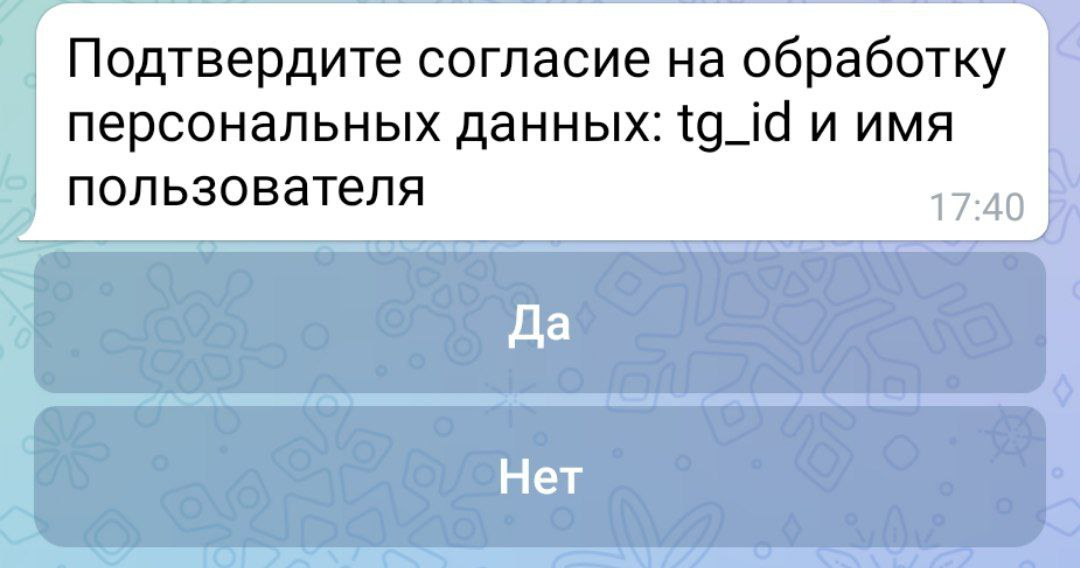 Подтвердите согласие на обработку
персональных данных: tg_id и имя
пользователя
17:40
Да
Нет